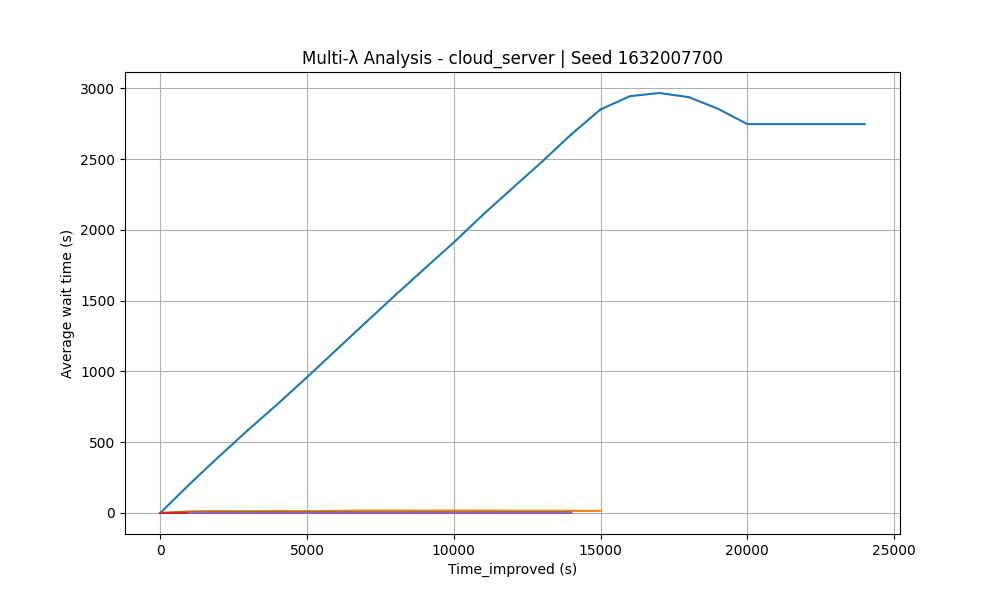 Multi-λ Analysis - cloud_server | Seed 1632007700
3000
2500
2000
1500
1000
500
0
Average wait time (s)
0 5000 10000 15000 20000 25000
Time_improved (s)